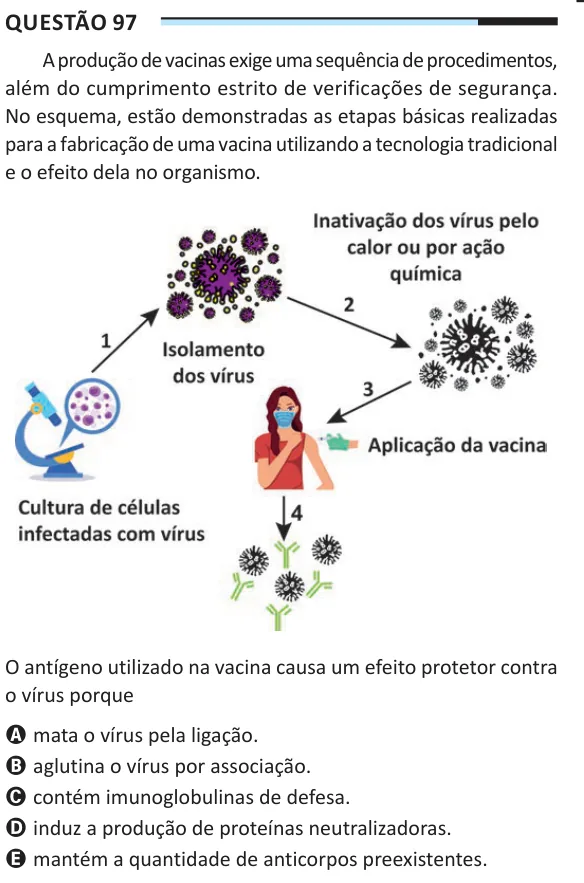 QUESTÃO 97
A produção de vacinas exige uma sequência de procedimentos,
além do cumprimento estrito de verificações de segurança.
No esquema, estão demonstradas as etapas básicas realizadas
para a fabricação de uma vacina utilizando a tecnologia tradicional
e o efeito dela no organismo.
Inativação dos vírus pelo
calor ou por ação
química
1
2
Isolamento
dos vírus
3
Aplicação da vacina
Cultura de células
infectadas com vírus
4
O antígeno utilizado na vacina causa um efeito protetor contra
o vírus porque
A mata o vírus pela ligação.
B aglutina o vírus por associação.
C contém imunoglobulinas de defesa.
D induz a produção de proteínas neutralizadoras.
E mantém a quantidade de anticorpos preexistentes.